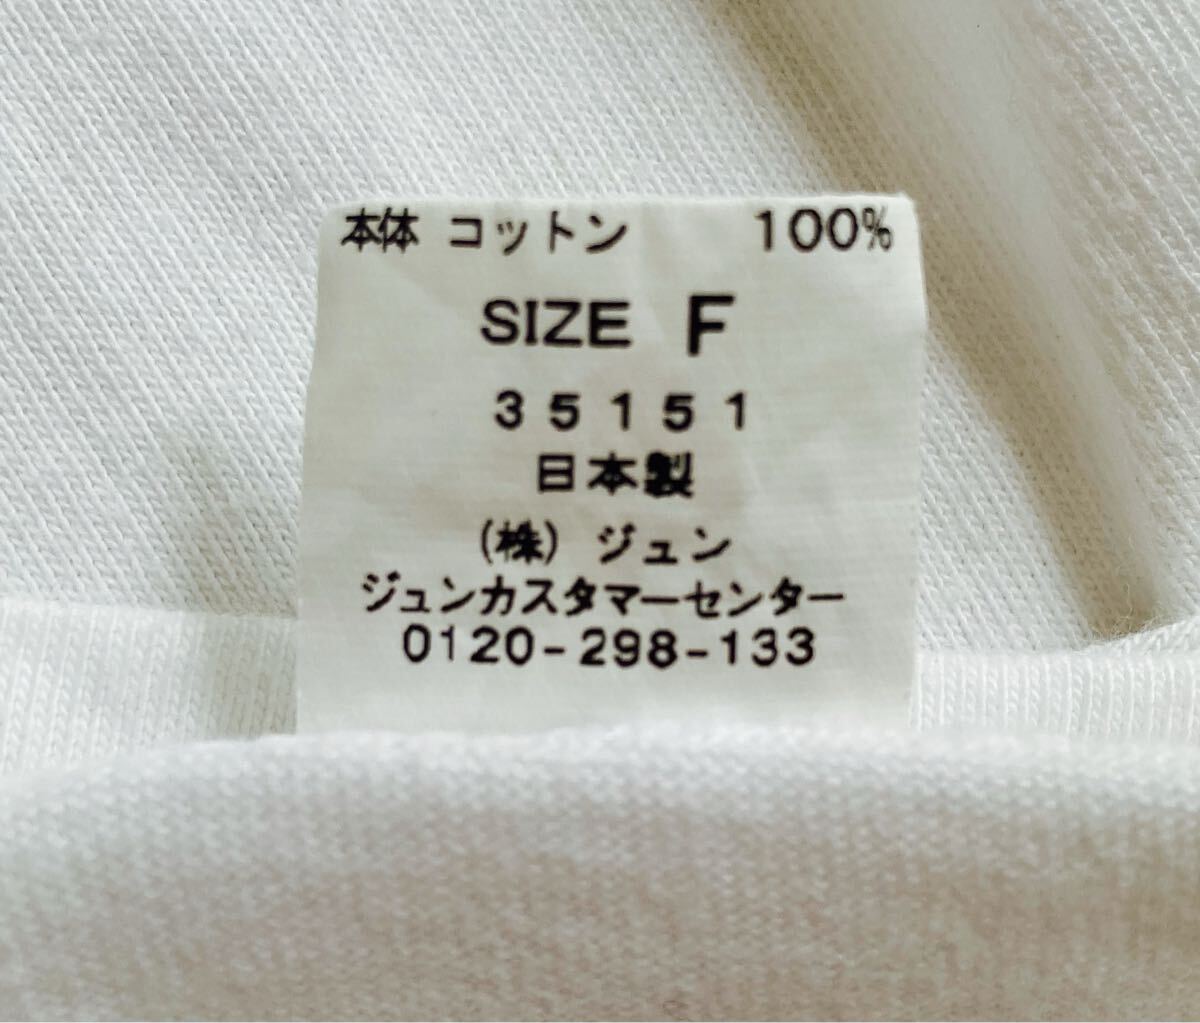 本体 コットン 100%
SIZE F
35151
日本製
(株) ジュン
ジュンカスタマーセンター
0120-298-133